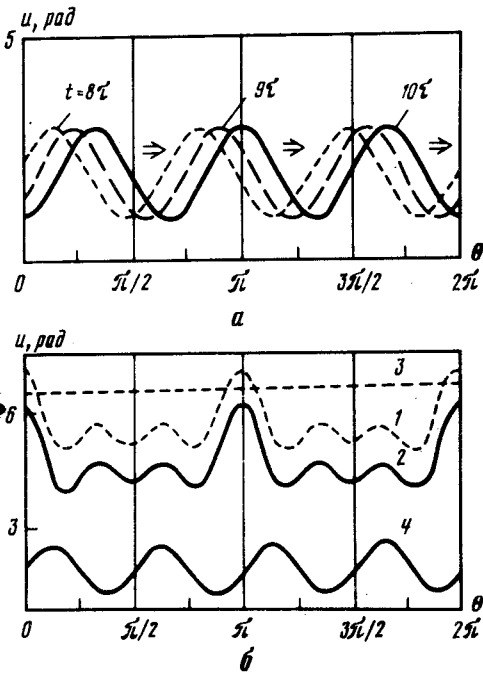 u, рад
5
t=8τ
9τ
10τ
⇒ ⇒ ⇒
θ
0 π/2 π 3π/2 2π
а
u, рад
3
6
1
2
3
4
θ
0 π/2 π 3π/2 2π
б